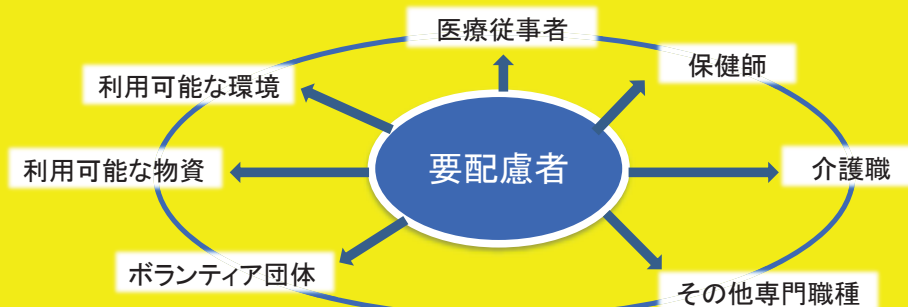 医療従事者
保健師
利用可能な環境
要配慮者
利用可能な物資
介護職
ボランティア団体
その他専門職種